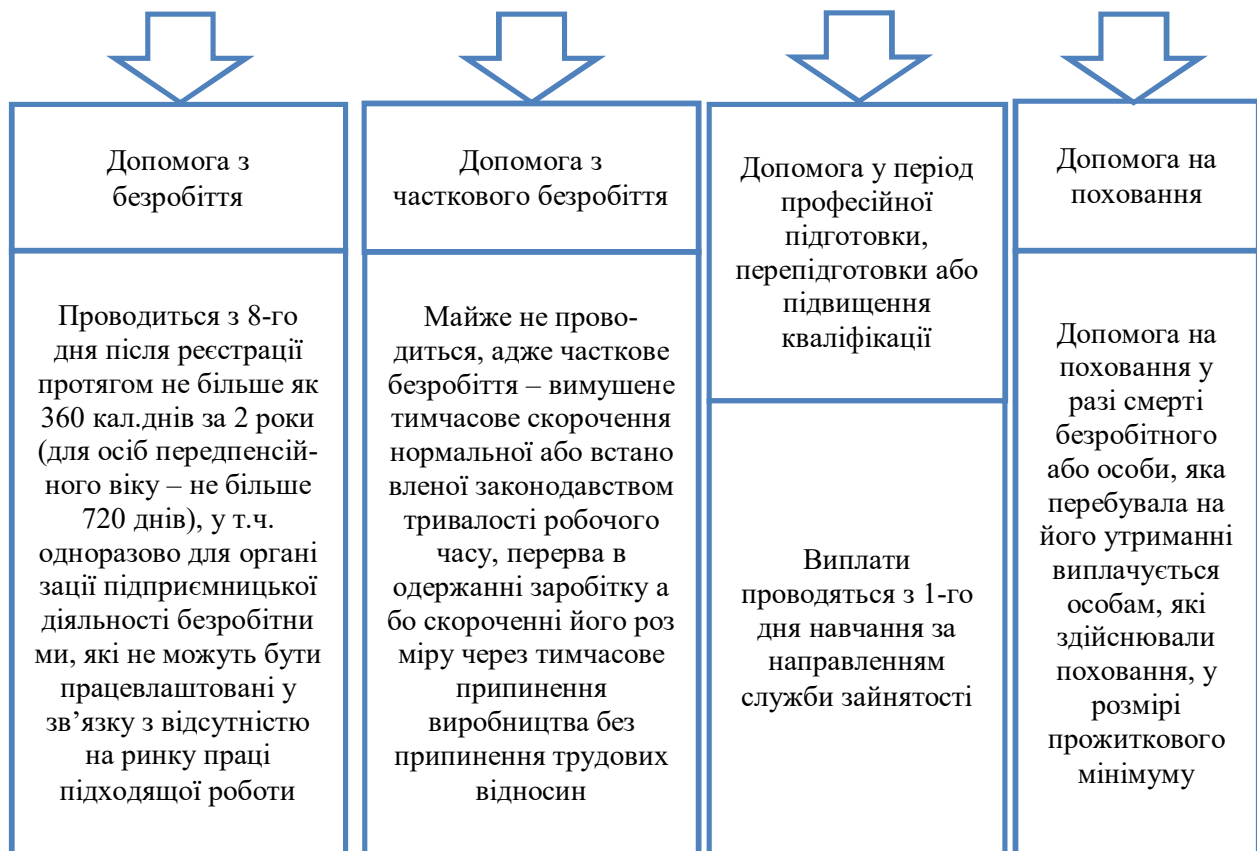 Допомога з
безробіття
Проводиться з 8-го
дня після реєстрації
протягом не більше як
360 кал.днів за 2 роки
(для осіб передпенсій-
ного віку – не більше
720 днів), у т.ч.
одноразово для органі
зації підприємницької
діяльності безробітни
ми, які не можуть бути
працевлаштовані у
зв’язку з відсутністю
на ринку праці
підходящої роботи
Допомога з
часткового безробіття
Майже не прово-
диться, адже часткове
безробіття – вимушене
тимчасове скорочення
нормальної або встано
вленої законодавством
тривалості робочого
часу, перерва в
одержанні заробітку а
бо скороченні його роз
міру через тимчасове
припинення
виробництва без
припинення трудових
відносин
Допомога у період
професійної
підготовки,
перепідготовки або
підвищення
кваліфікації
Виплати
проводяться з 1-го
дня навчання за
направленням
служби зайнятості
Допомога на
поховання
Допомога на
поховання у
разі смерті
безробітного
або особи, яка
перебувала на
його утриманні
виплачується
особам, які
здійснювали
поховання, у
розмірі
прожиткового
мінімуму